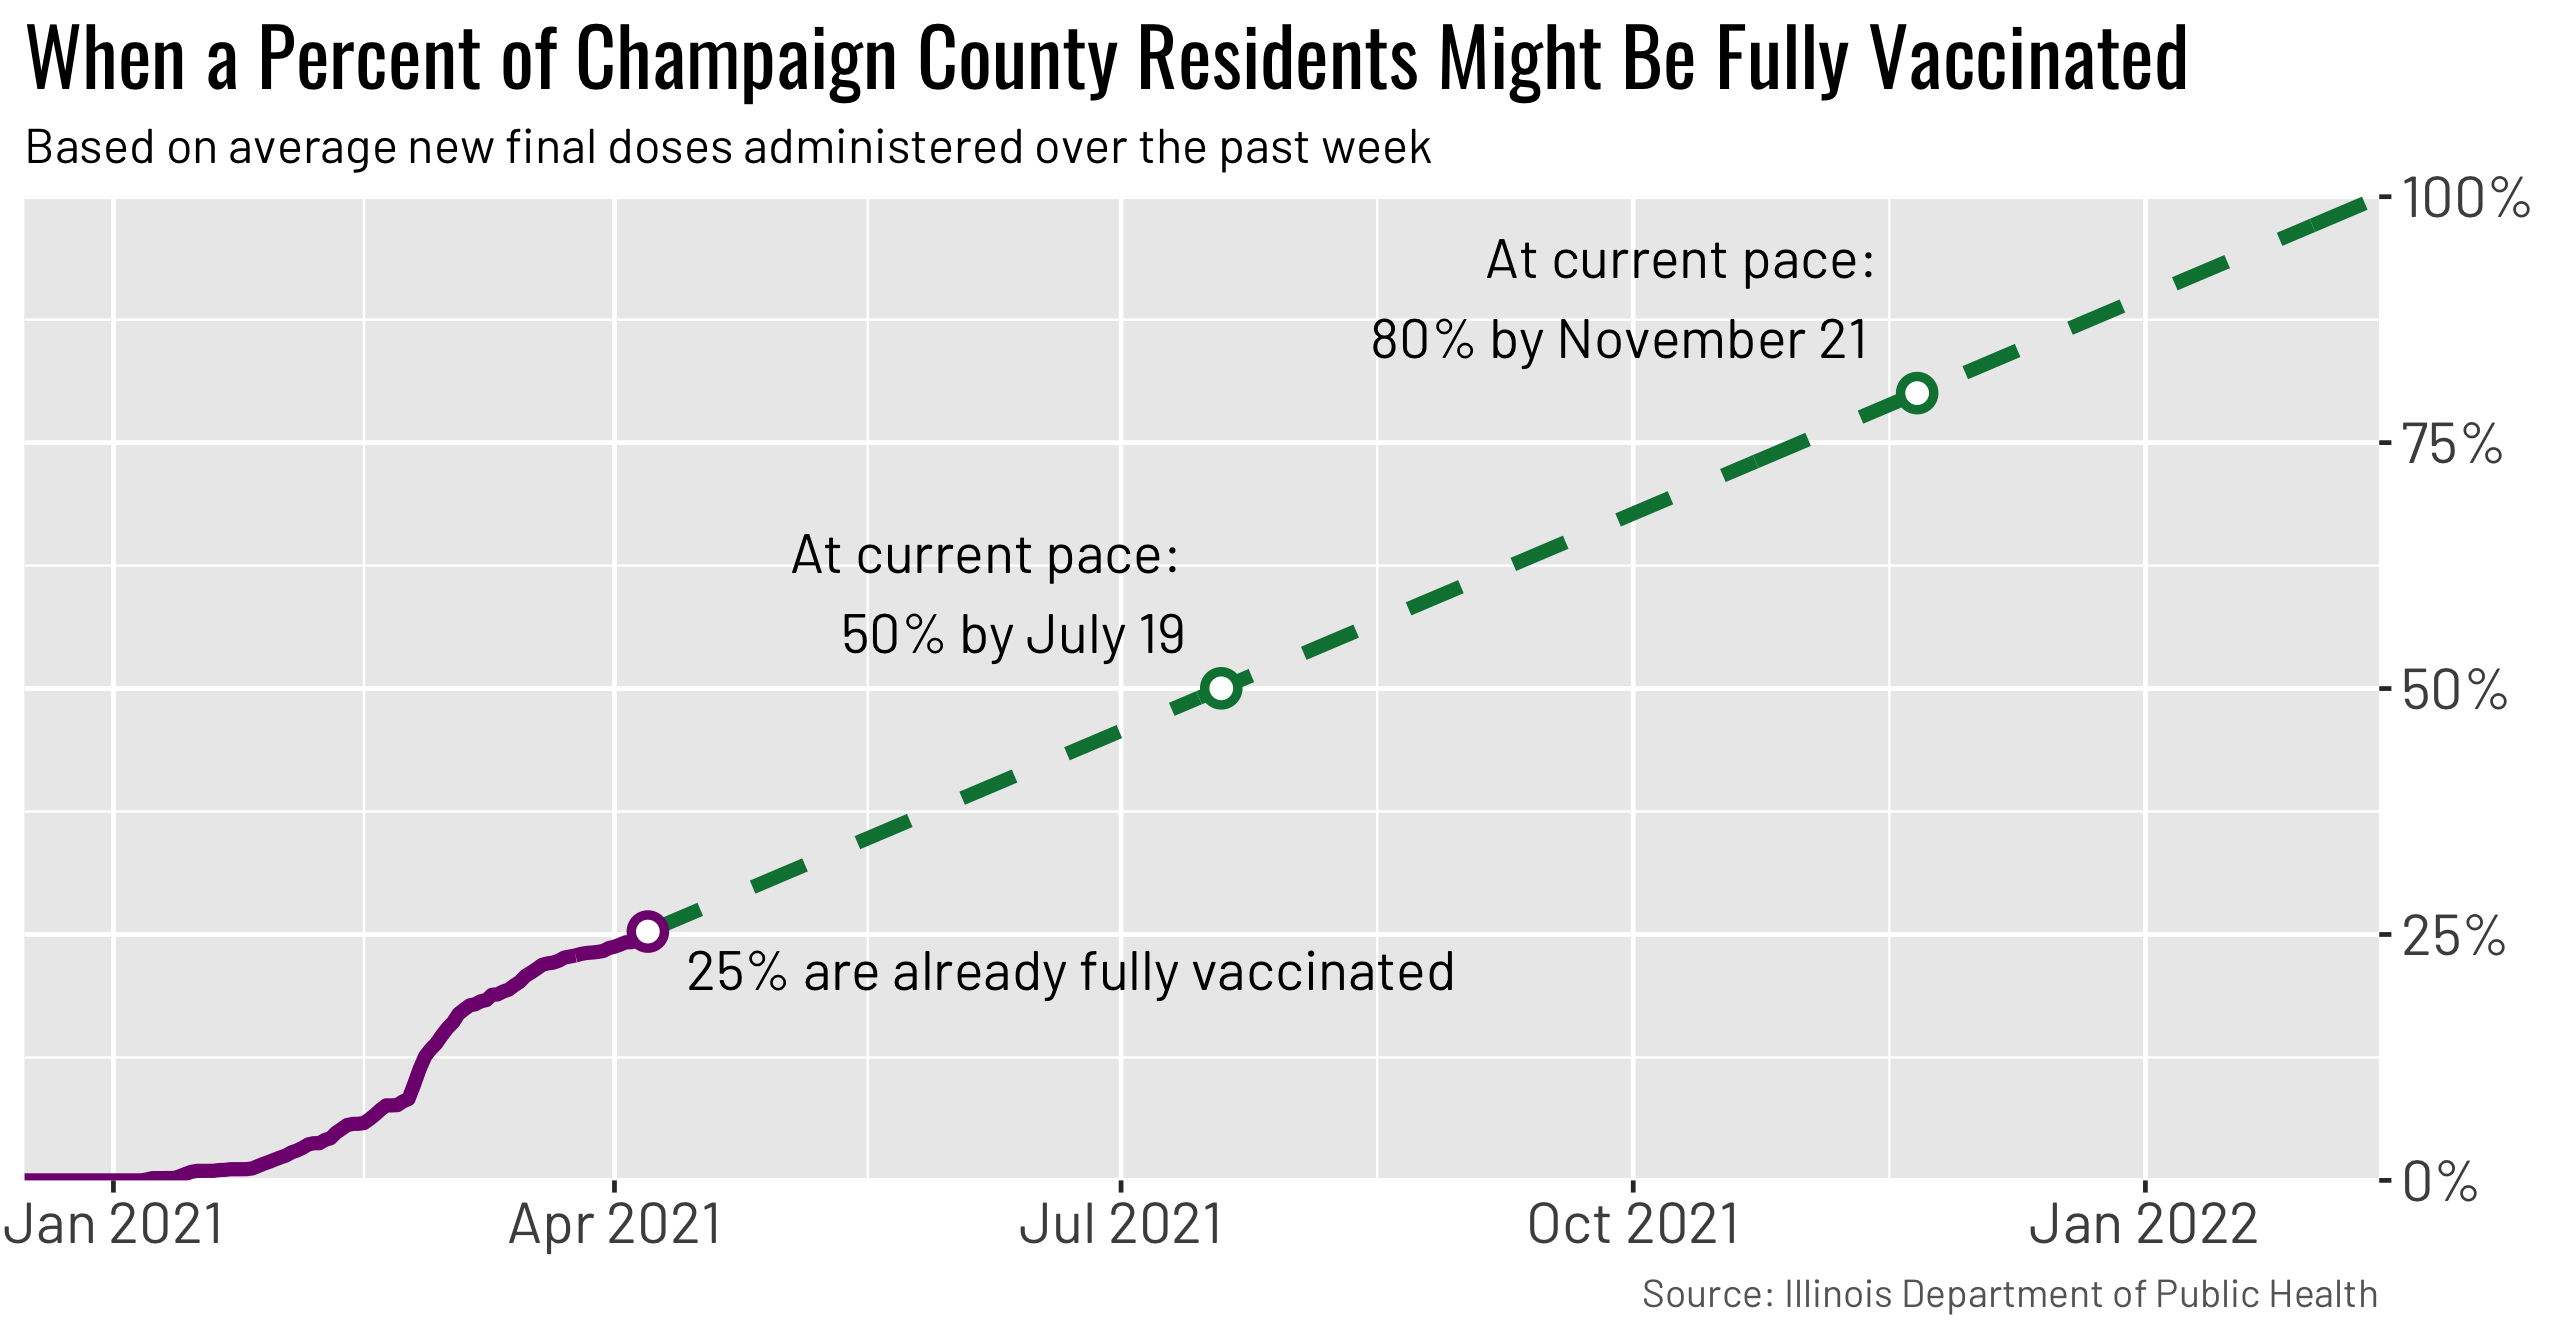 When a Percent of Champaign County Residents Might Be Fully Vaccinated
Based on average new final doses administered over the past week
100%
At current pace:
80% by November 21
75%
At current pace:
50% by July 19
50%
25%
25% are already fully vaccinated
0%
Jan 2021 Apr 2021 Jul 2021 Oct 2021 Jan 2022
Source: Illinois Department of Public Health